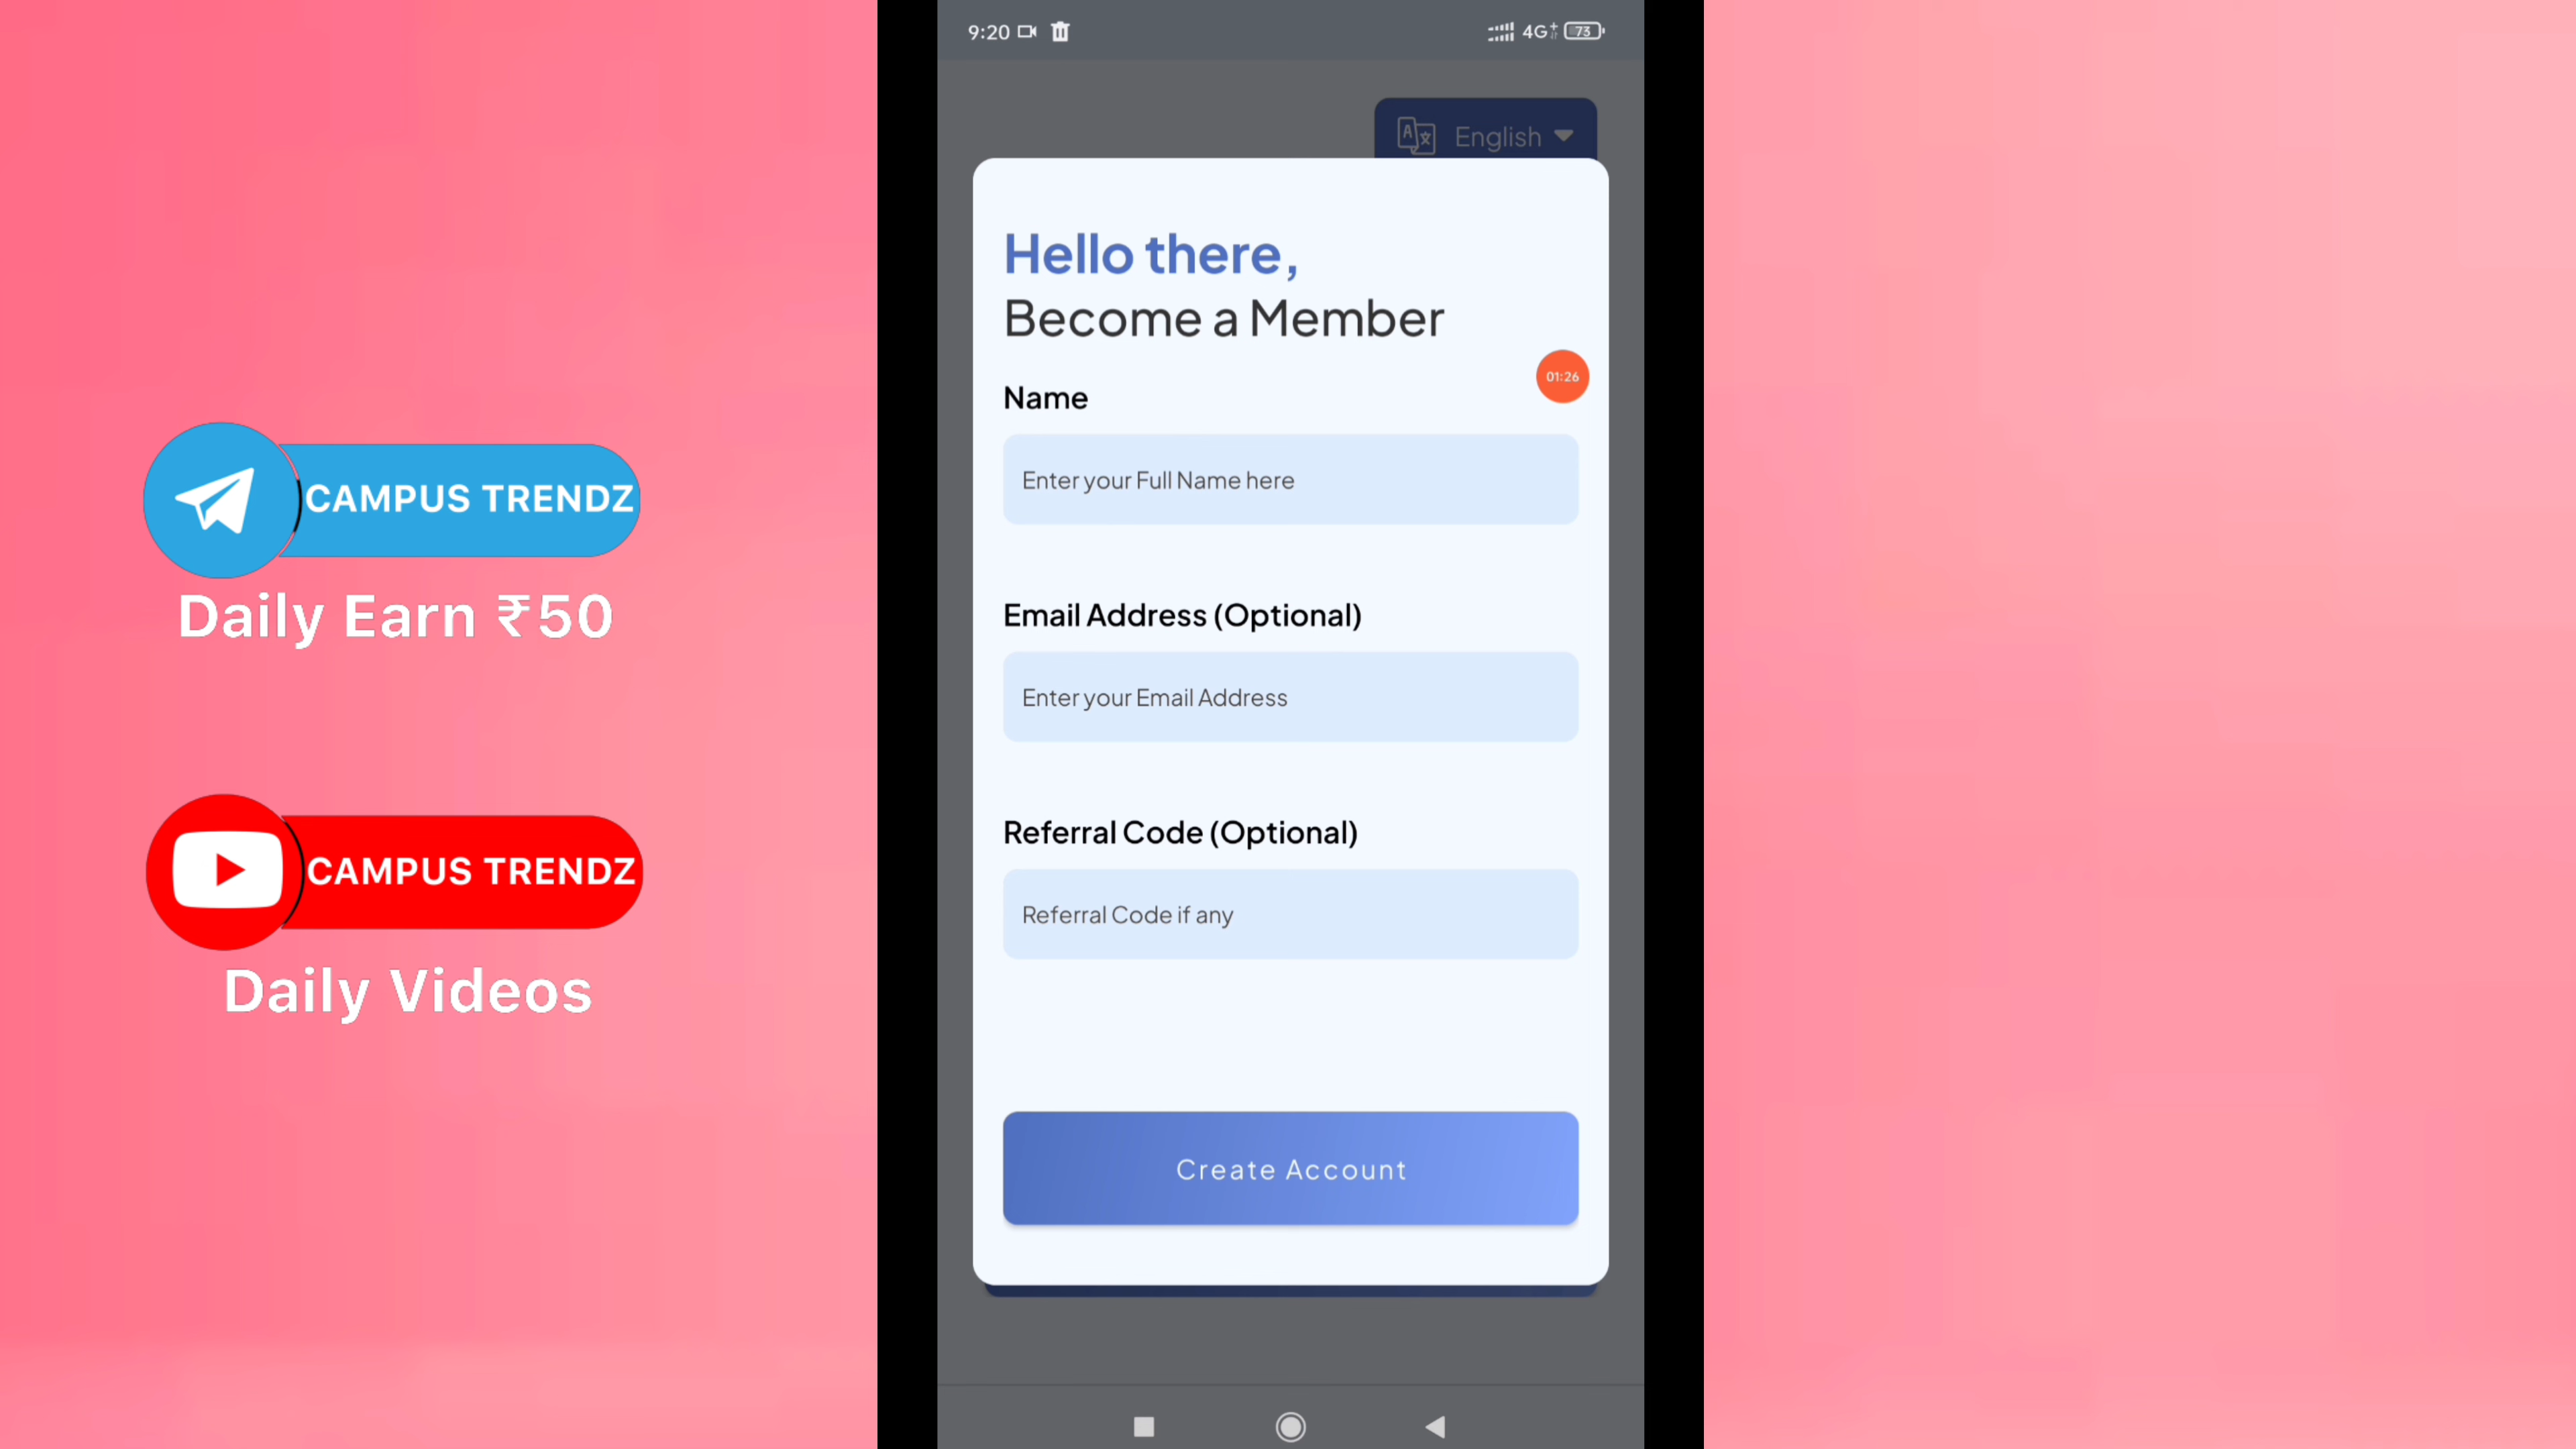 CAMPUS TRENDZ
Daily Earn ₹50
CAMPUS TRENDZ
Daily Videos
9:20
4G+ 73
English
Hello there,
Become a Member
01:26
Name
Enter your Full Name here
Email Address (Optional)
Enter your Email Address
Referral Code (Optional)
Referral Code if any
Create Account